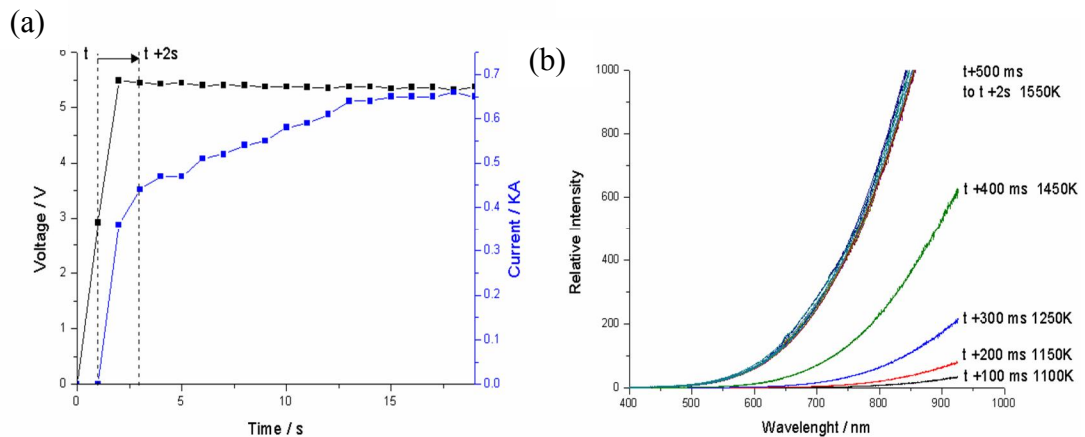 (a)
t
t +2s
6
5
4
3
2
1
0
Voltage / V
0.7
0.6
0.5
0.4
0.3
0.2
0.1
0.0
Current / KA
0
5
10
15
Time / s
(b)
1000
800
600
400
200
0
Relative Intensity
400
500
600
700
800
900
1000
Wavelenght / nm
t+500 ms
to t +2s 1550K
t +400 ms 1450K
t +300 ms 1250K
t +200 ms 1150K
t +100 ms 1100K